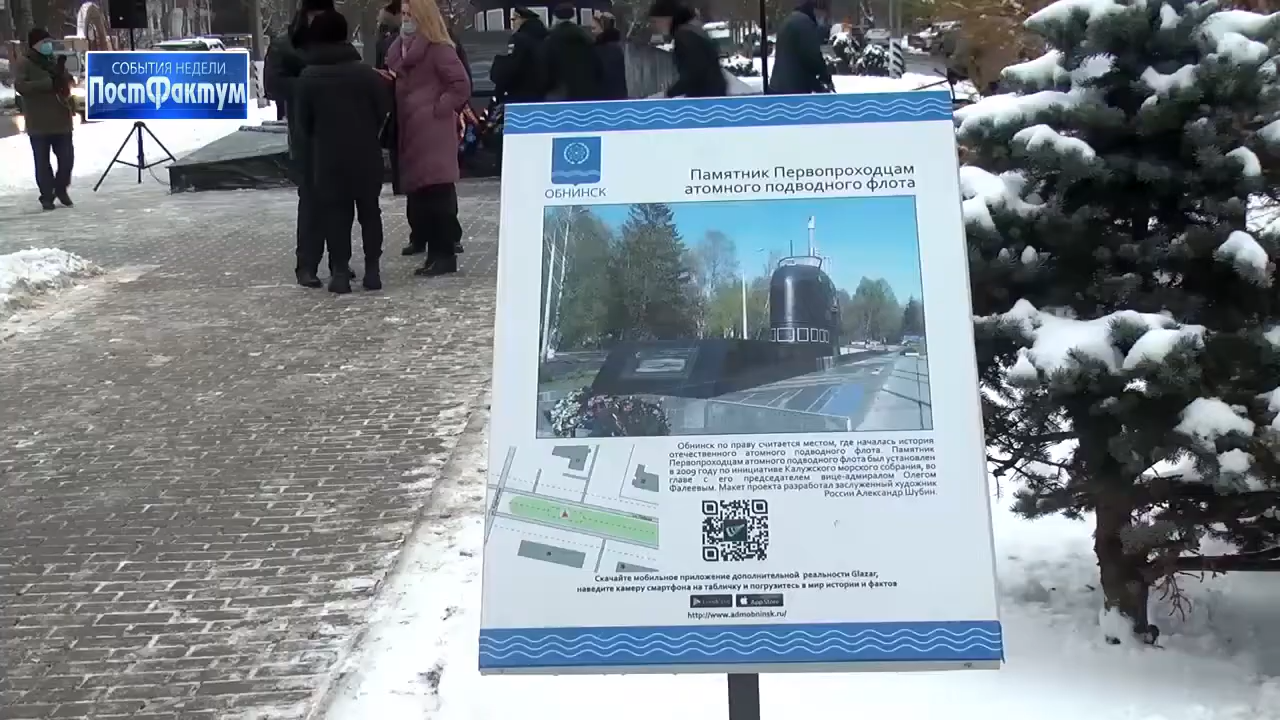 СОБЫТИЯ НЕДЕЛИ
ПостФактум
ОБНИНСК
Памятник Первопроходцам
атомного подводного флота
Обнинск по праву считается местом, где началась история
отечественного атомного подводного флота. Памятник
Первопроходцам атомного подводного флота был установлен
в 2009 году по инициативе Калужского морского собрания, во
главе с его председателем вице-адмиралом Олегом
Фалеевым. Макет проекта разработал заслуженный художник
России Александр Шубин.
Скачайте мобильное приложение дополнительной реальности Glazar,
наведите камеру смартфона на табличку и погрузитесь в мир истории и фактов
App Store
http://www.admobninsk.ru/